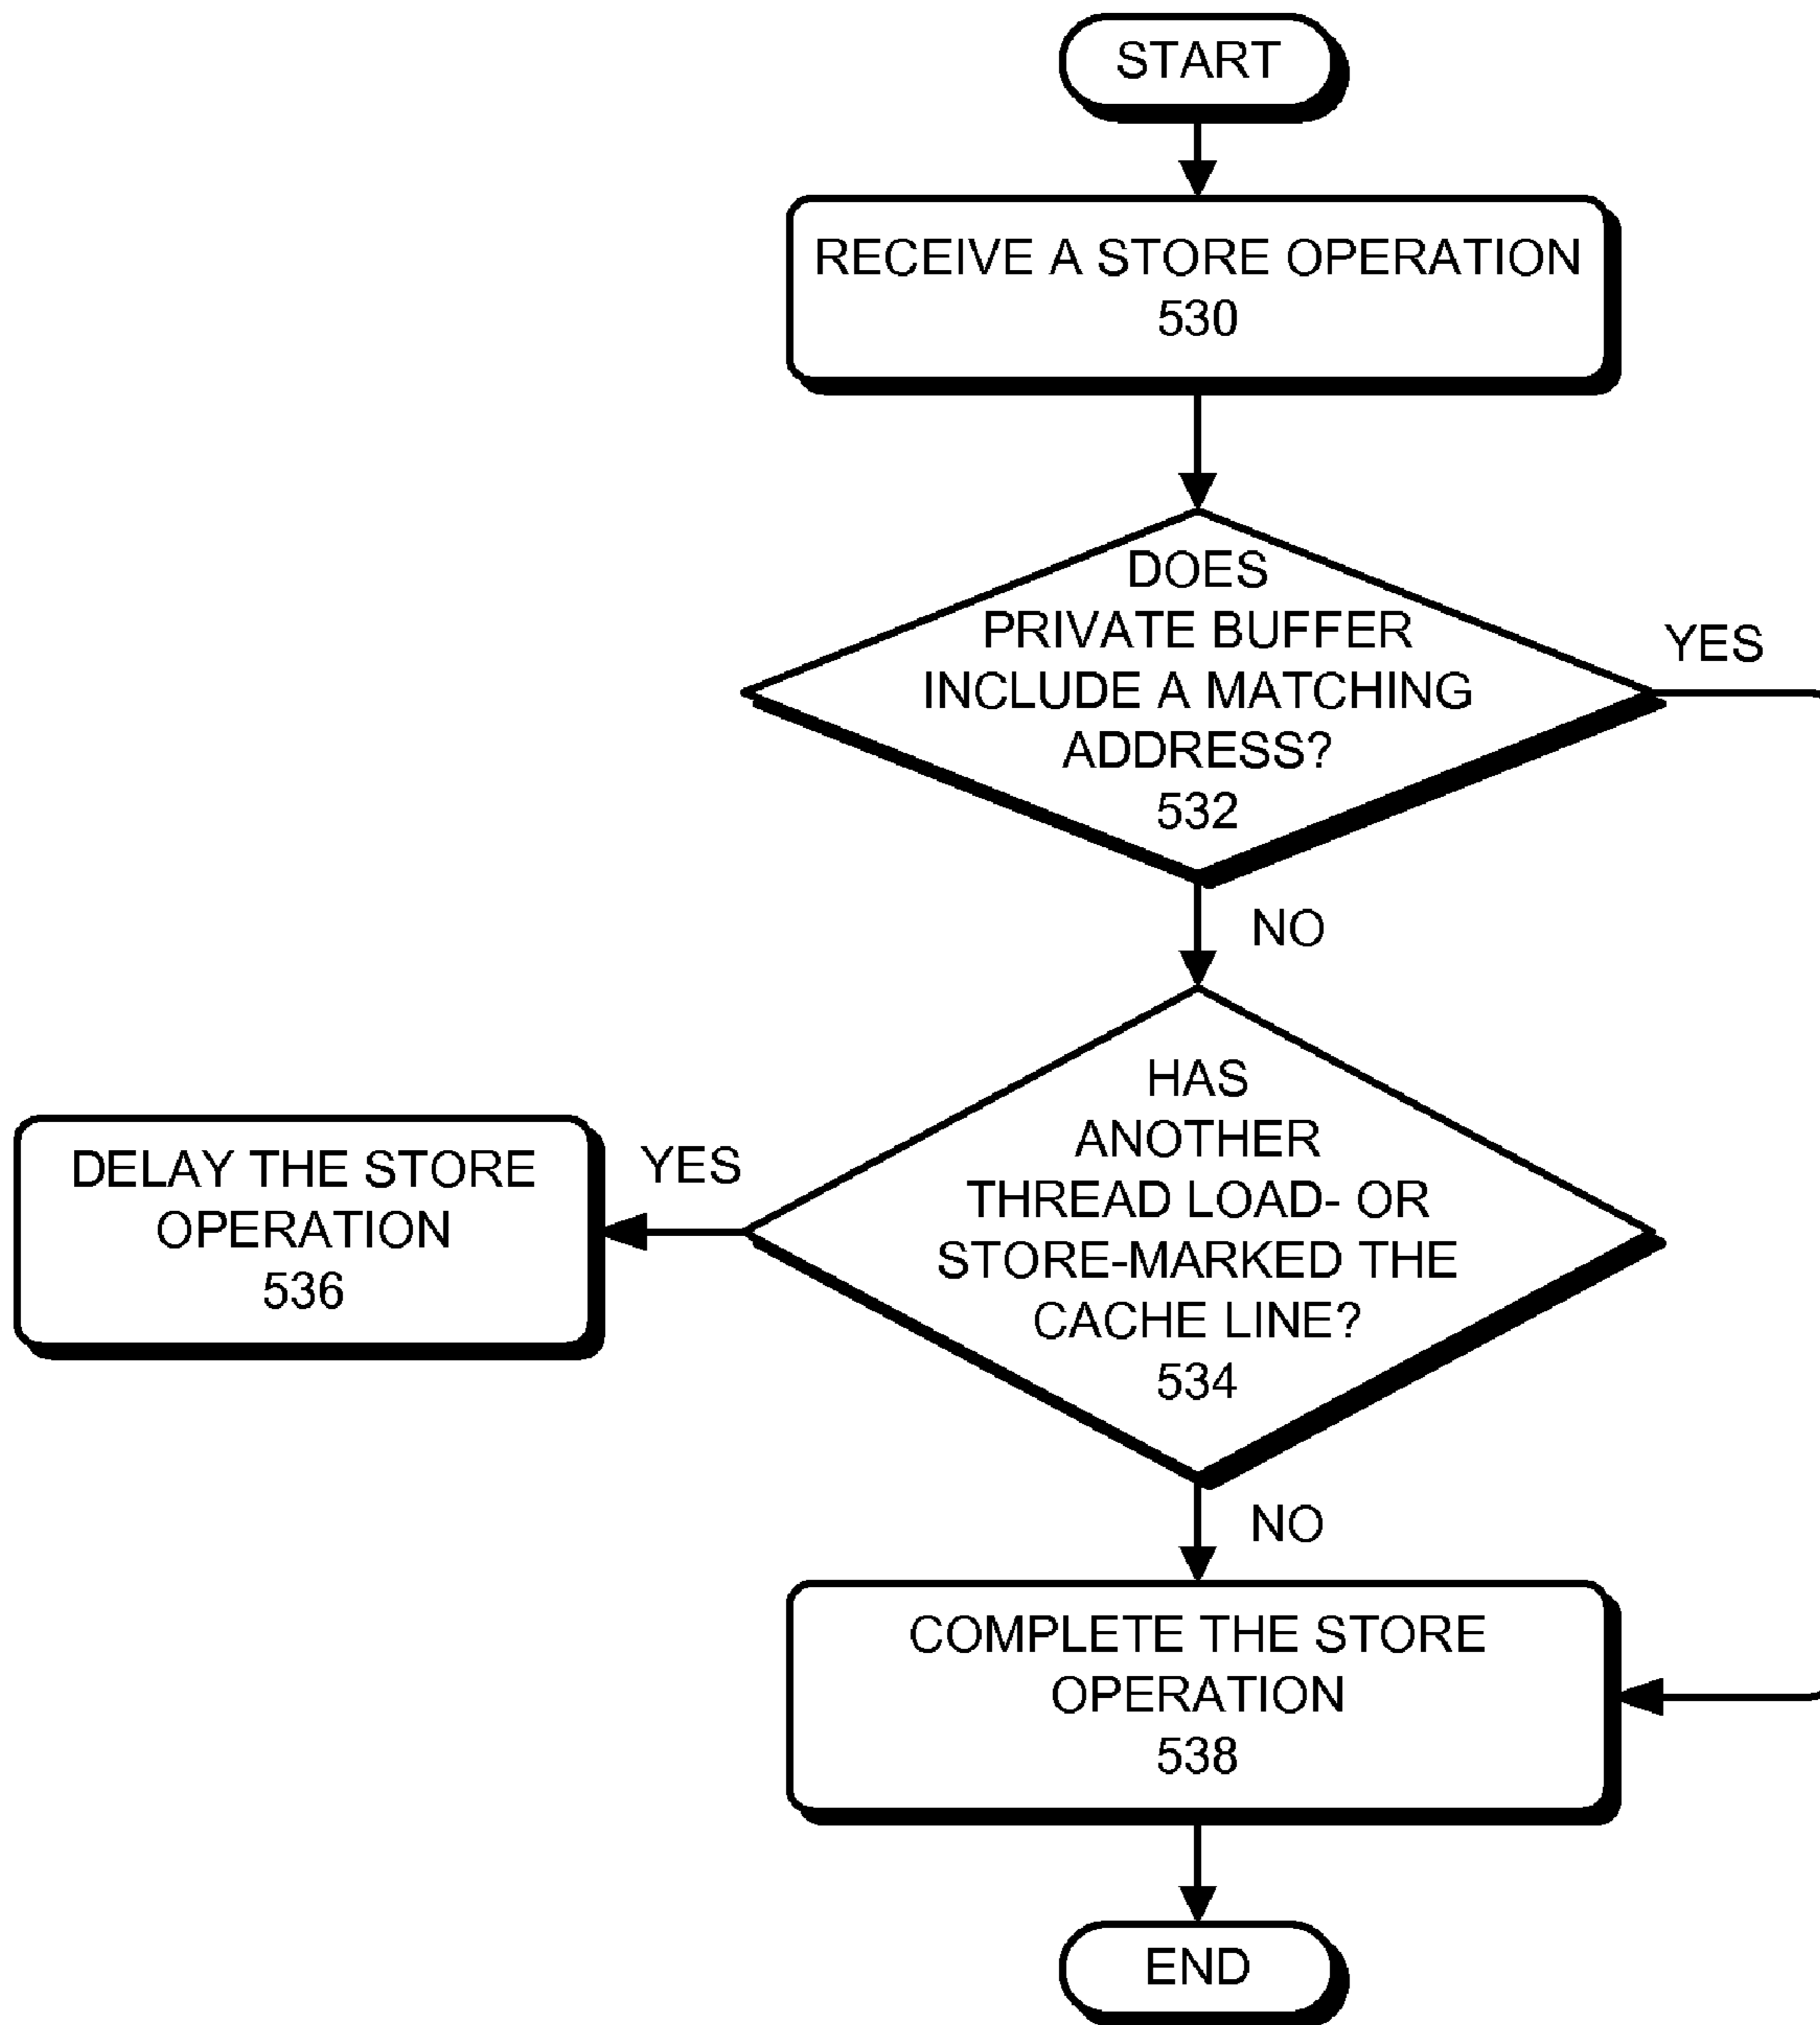 START
RECEIVE A STORE OPERATION
530
DOES
PRIVATE BUFFER
INCLUDE A MATCHING
ADDRESS?
532
YES
NO
HAS
ANOTHER
THREAD LOAD- OR
STORE-MARKED THE
CACHE LINE?
534
YES
DELAY THE STORE
OPERATION
536
NO
COMPLETE THE STORE
OPERATION
538
END